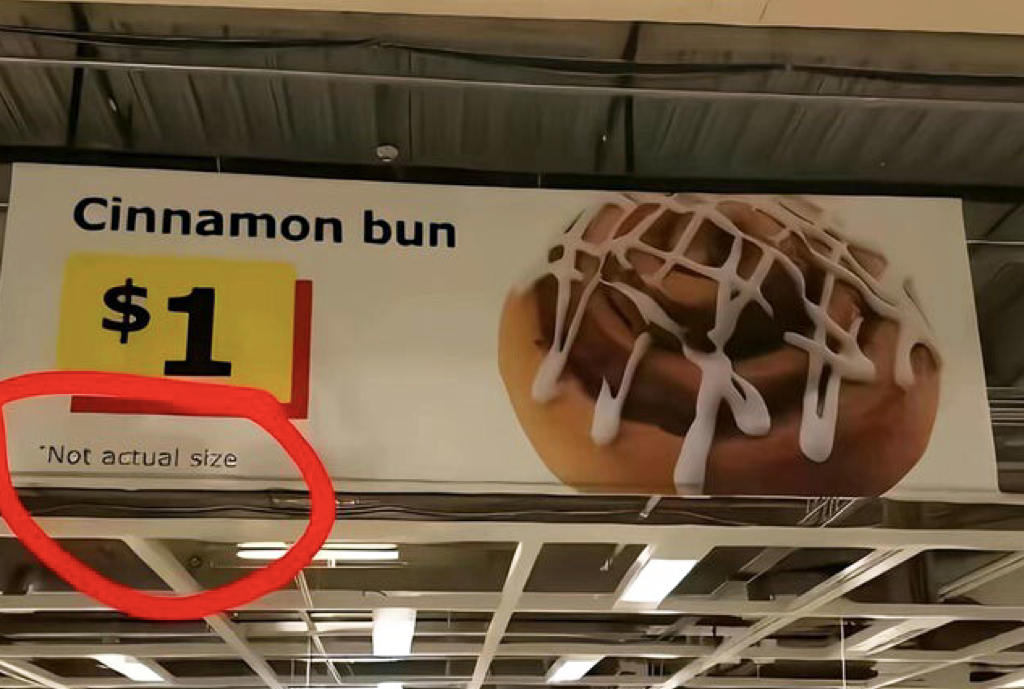 Cinnamon bun
$1
*Not actual size